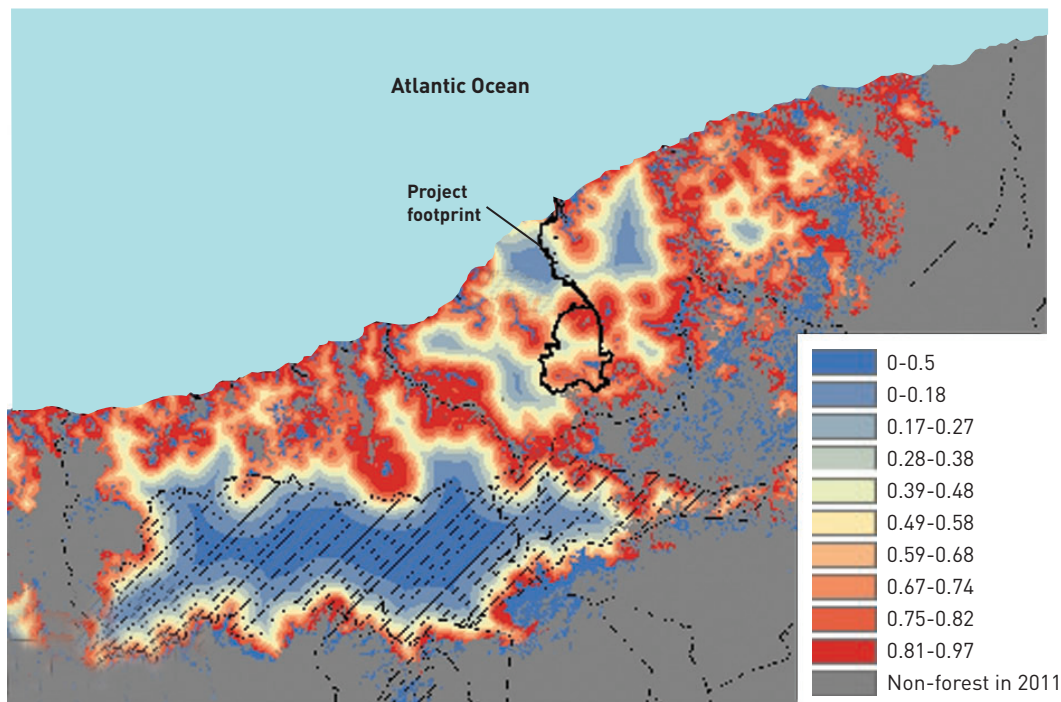 Atlantic Ocean
Project
footprint
0-0.5
0-0.18
0.17-0.27
0.28-0.38
0.39-0.48
0.49-0.58
0.59-0.68
0.67-0.74
0.75-0.82
0.81-0.97
Non-forest in 2011